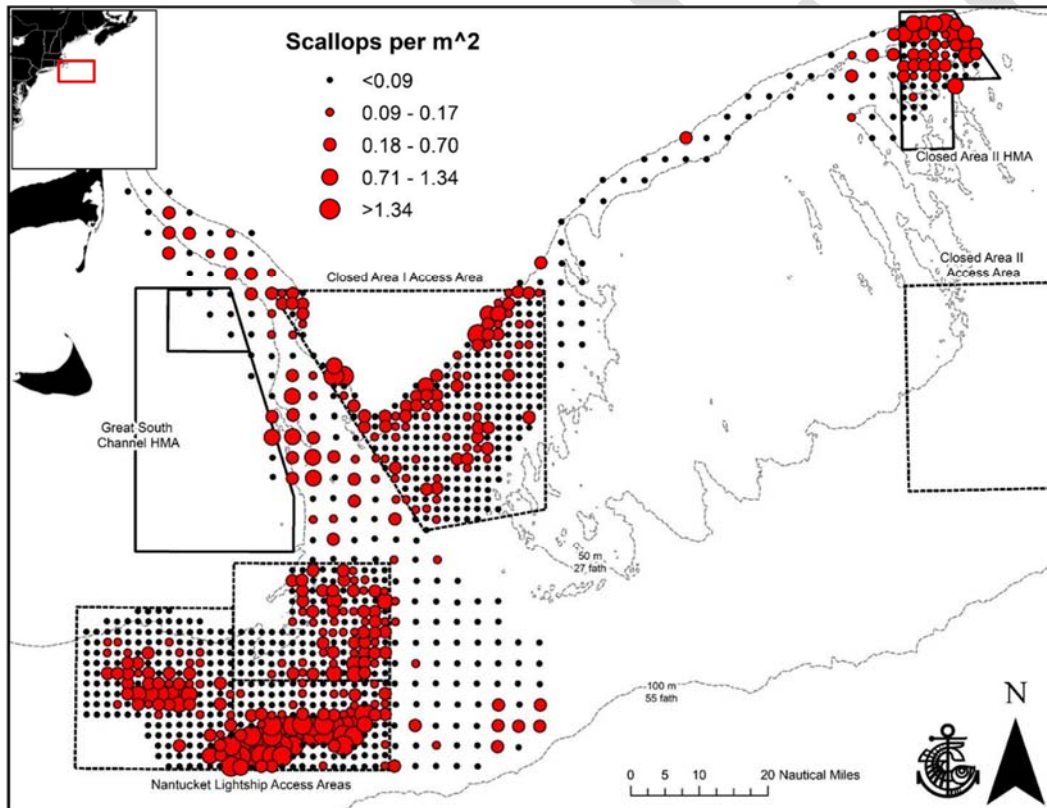 Scallops per m^2
<0.09
0.09 - 0.17
0.18 - 0.70
0.71 - 1.34
>1.34
Closed Area II HMA
Closed Area I Access Area
Closed Area II
Access Area
Great South
Channel HMA
50 m
27 fath
100 m
55 fath
N
Nantucket Lightship Access Areas
0 5 10 20 Nautical Miles